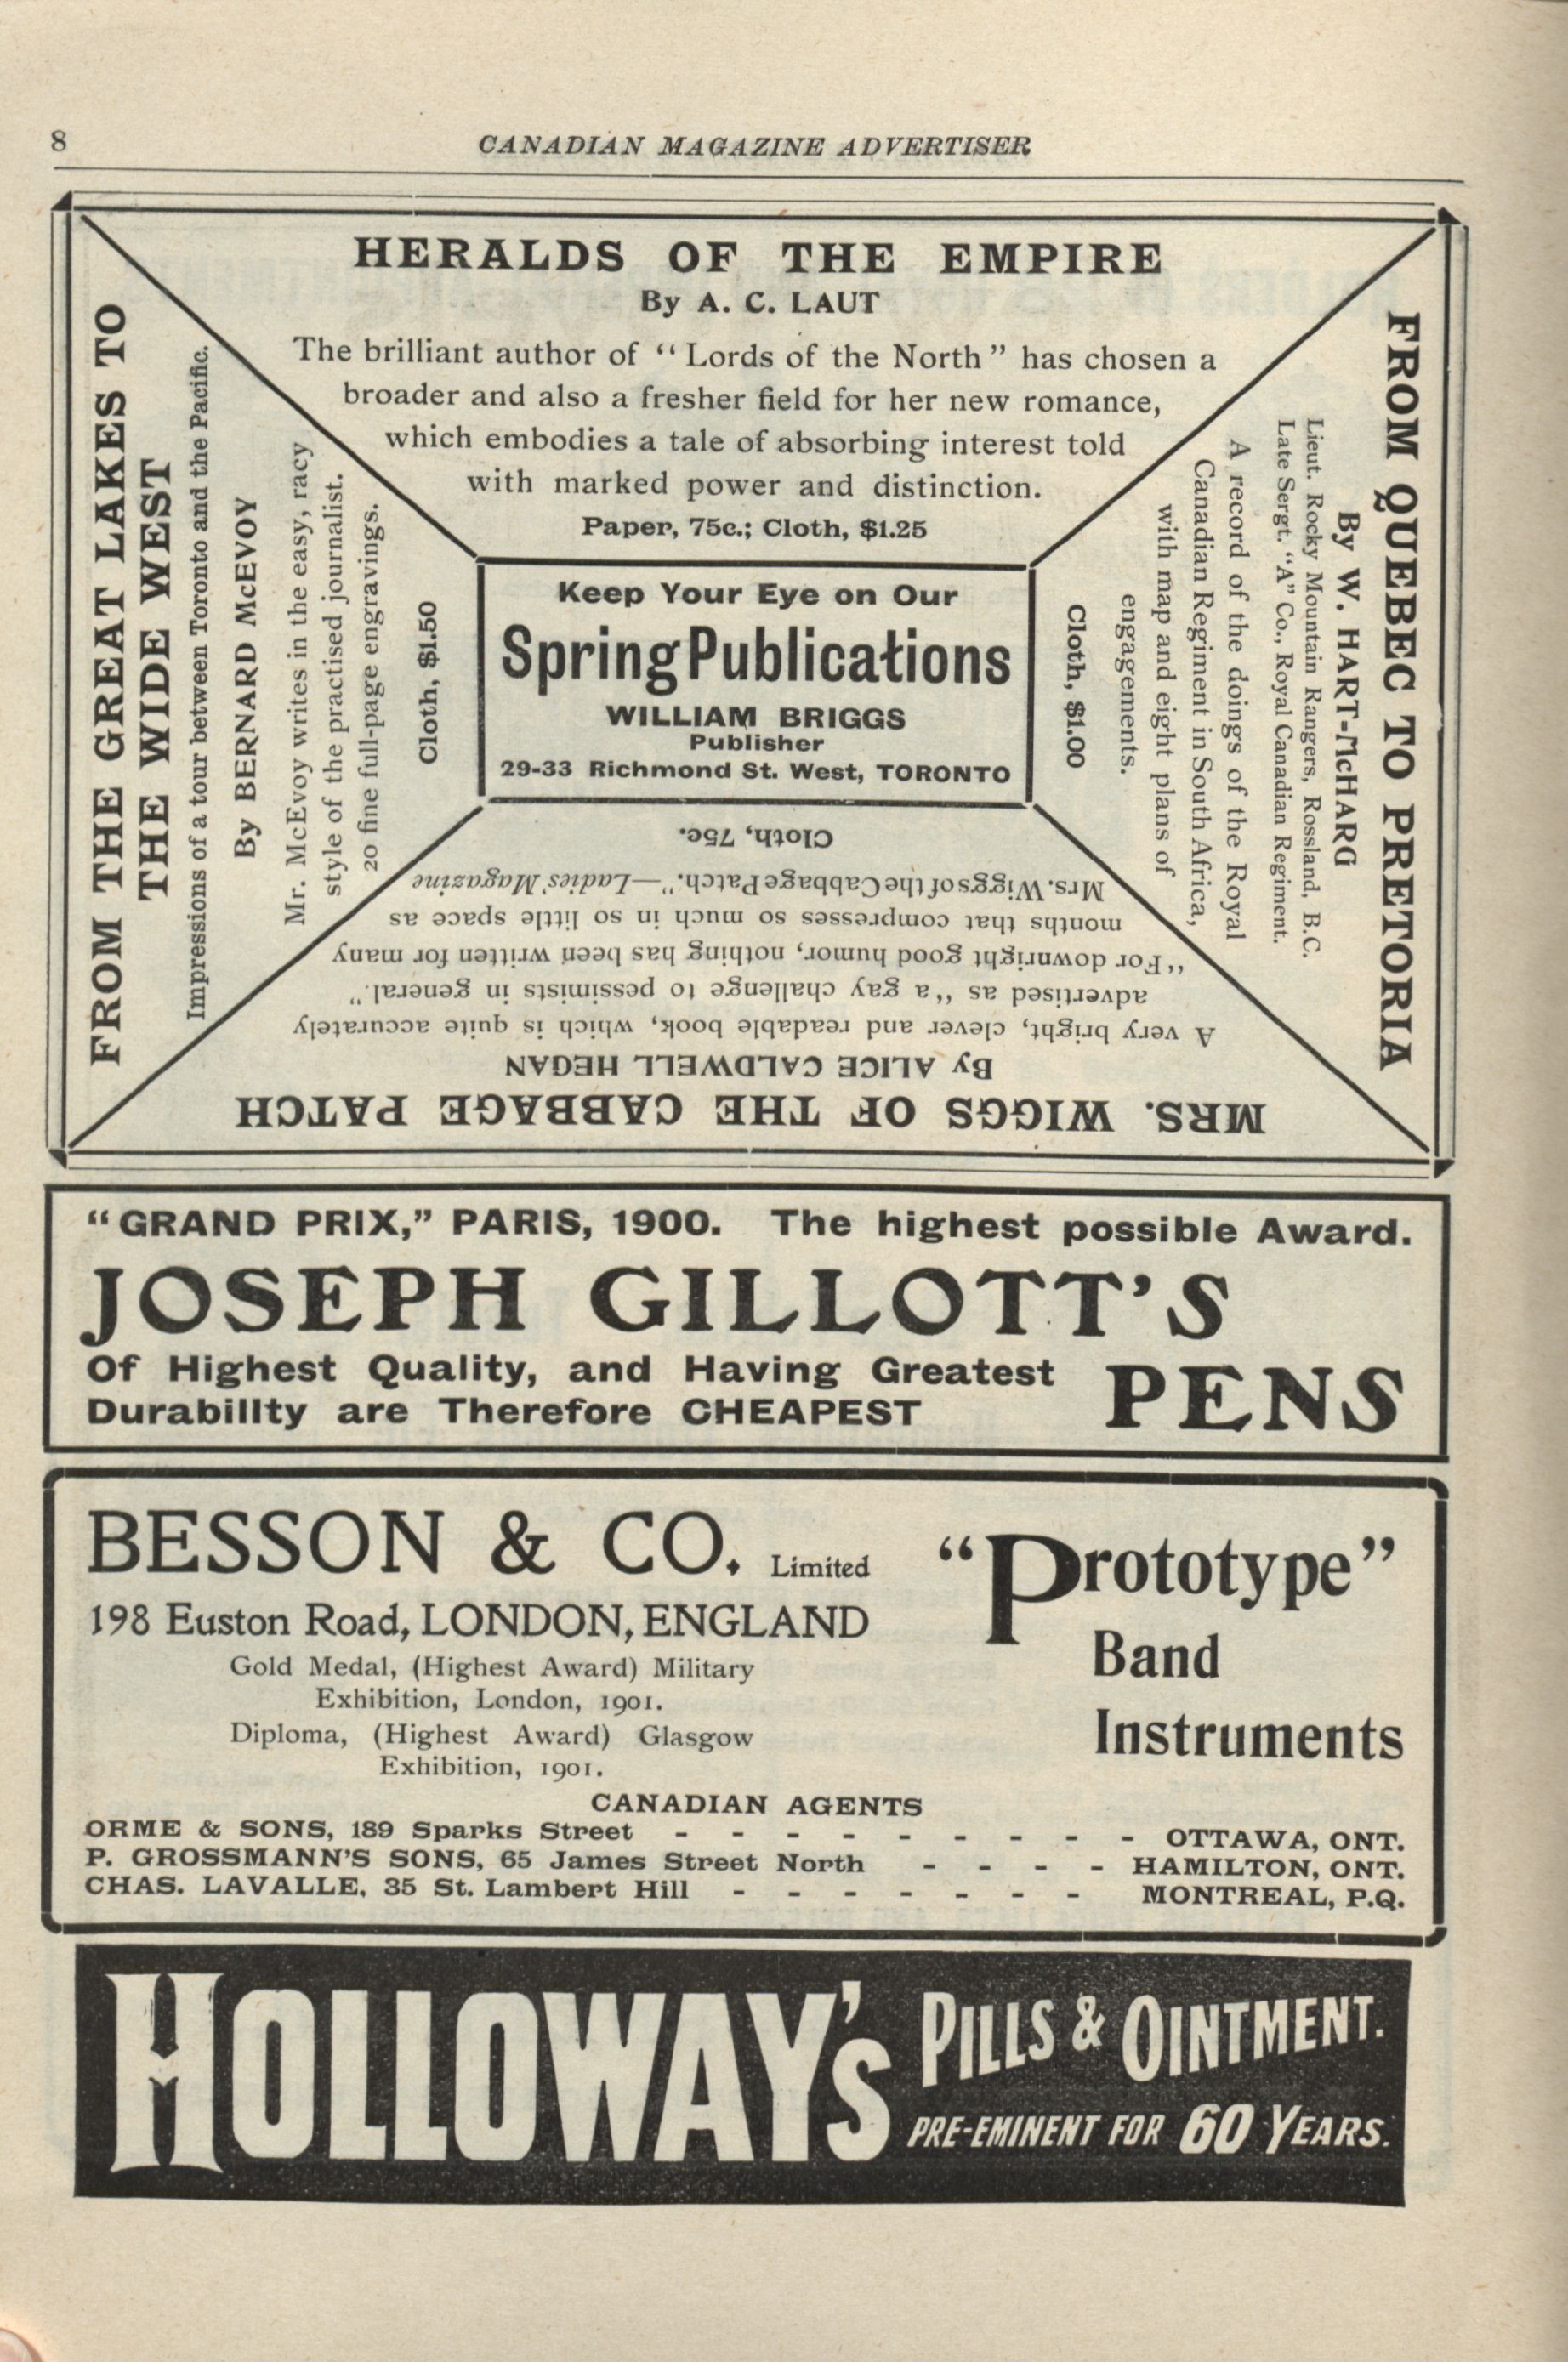 8
CANADIAN MAGAZINE ADVERTISER
HERALDS OF THE EMPIRE
By A. C. LAUT
The brilliant author of "Lords of the North" has chosen a
broader and also a fresher field for her new romance,
which embodies a tale of absorbing interest told
with marked power and distinction.
Paper, 75c.; Cloth, $1.25
FROM THE GREAT LAKES TO
THE WIDE WEST
Impressions of a tour between Toronto and the Pacific.
By BERNARD McEVOY
Mr. McEvoy writes in the easy, racy
style of the practised journalist.
20 fine full-page engravings.
Cloth, $1.50
Keep Your Eye on Our
Spring Publications
WILLIAM BRIGGS
Publisher
29-33 Richmond St. West, TORONTO
FROM QUEBEC TO PRETORIA
By W. HART-McHARG
Lieut. Rocky Mountain Rangers, Rossland, B.C.
Late Sergt. "A" Co., Royal Canadian Regiment.
A record of the doings of the Royal
Canadian Regiment in South Africa,
with map and eight plans of
engagements.
Cloth, $1.00
MRS. WIGGS OF THE CABBAGE PATCH
By ALICE CALDWELL HEGAN
A very bright, clever and readable book, which is quite accurately
advertised as "a gay challenge to pessimists in general."
"For downright good humor, nothing has been written for many
months that compresses so much in so little space as
Mrs. Wiggs of the Cabbage Patch."—Ladies' Magazine
Cloth, 75c.
"GRAND PRIX," PARIS, 1900. The highest possible Award.
JOSEPH GILLOTT'S
Of Highest Quality, and Having Greatest
Durability are Therefore CHEAPEST
PENS
BESSON & CO. Limited
198 Euston Road, LONDON, ENGLAND
Gold Medal, (Highest Award) Military
Exhibition, London, 1901.
Diploma, (Highest Award) Glasgow
Exhibition, 1901.
"Prototype"
Band
Instruments
CANADIAN AGENTS
ORME & SONS, 189 Sparks Street - - - - - - - - - OTTAWA, ONT.
P. GROSSMANN'S SONS, 65 James Street North - - - - HAMILTON, ONT.
CHAS. LAVALLE, 35 St. Lambert Hill - - - - - - - MONTREAL, P.Q.
HOLLOWAY'S PILLS & OINTMENT.
PRE-EMINENT FOR 60 YEARS.